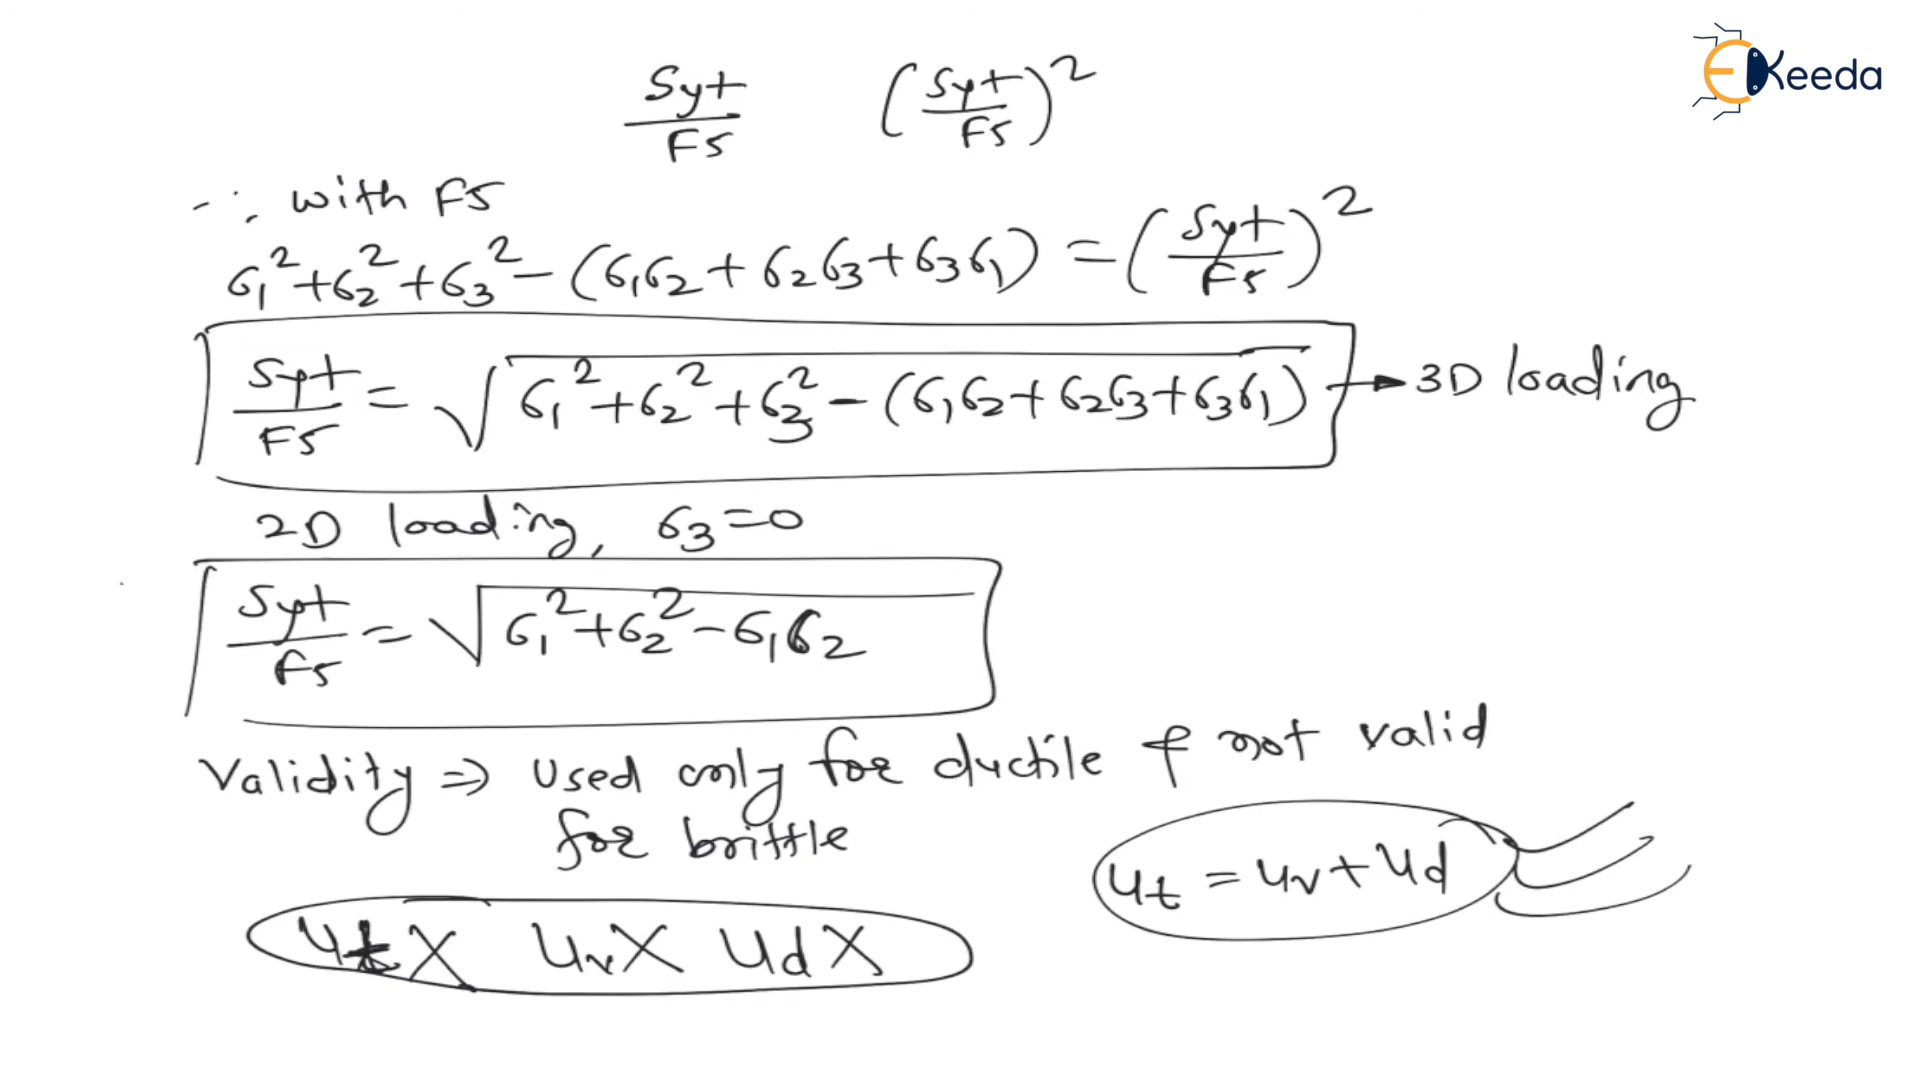 EKeeda
Syt/FS (Syt/FS)²
∴ with FS
σ₁²+σ₂²+σ₃²-(σ₁σ₂+σ₂σ₃+σ₃σ₁) = (Syt/FS)²
Syt/FS = √(σ₁²+σ₂²+σ₃²-(σ₁σ₂+σ₂σ₃+σ₃σ₁)) → 3D loading
2D loading, σ₃=0
Syt/FS = √(σ₁²+σ₂²-σ₁σ₂)
Validity ⇒ Used only for ductile & not valid
for brittle
Ut = Uv + Ud
Ut X Uv X Ud X